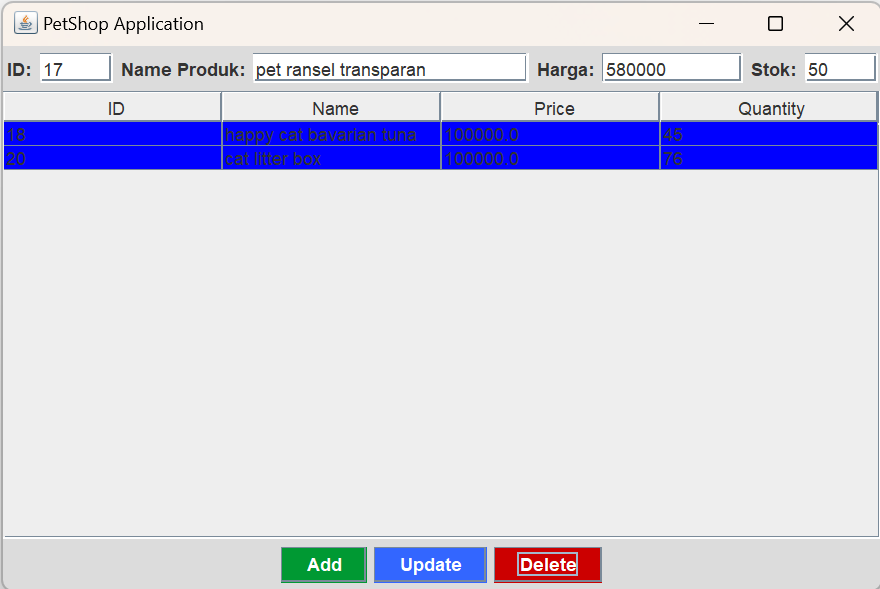 PetShop Application
ID: 17 Name Produk: pet ransel transparan Harga: 580000 Stok: 50
ID Name Price Quantity
18 happy cat bavarian tuna 100000.0 45
20 cat litter box 100000.0 76
Add Update Delete